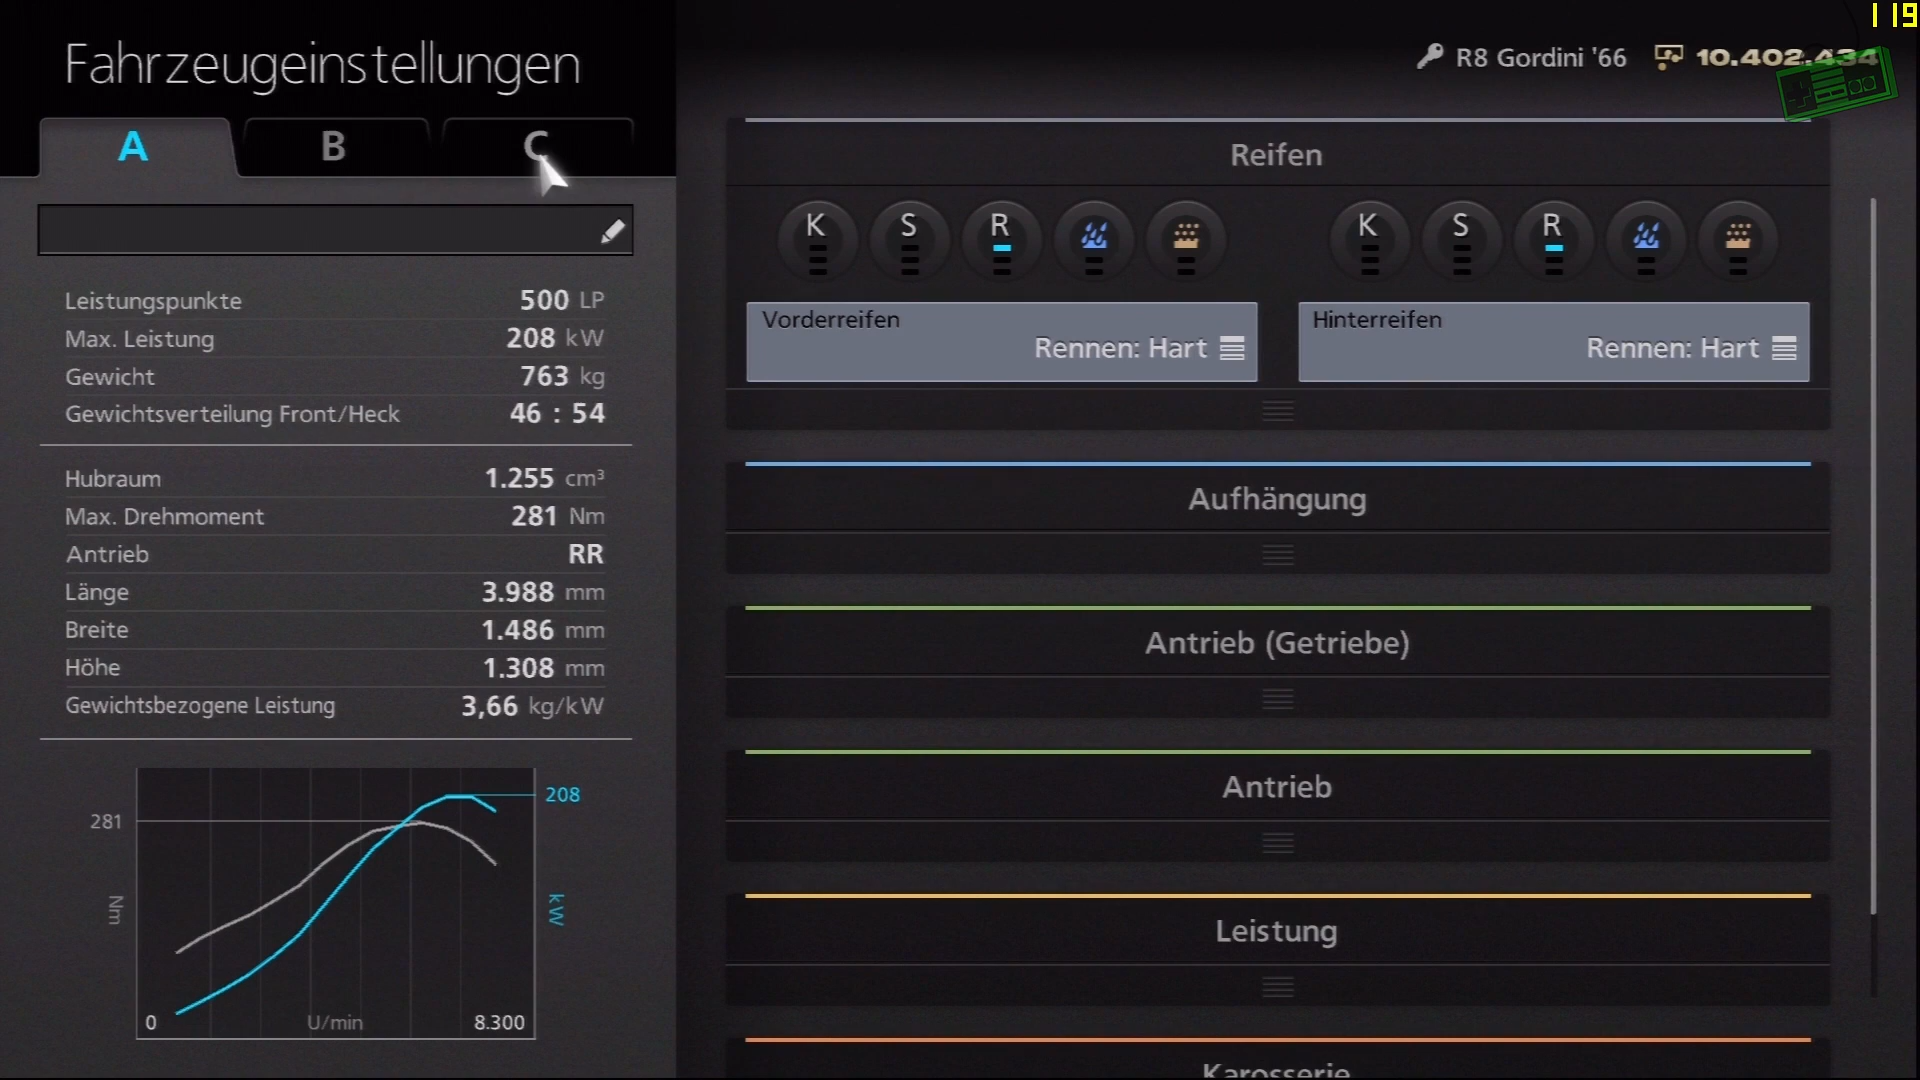 119
Fahrzeugeinstellungen
R8 Gordini '66
10.402.434
A
B
C
Leistungspunkte 500 LP
Max. Leistung 208 kW
Gewicht 763 kg
Gewichtsverteilung Front/Heck 46 : 54
Hubraum 1.255 cm³
Max. Drehmoment 281 Nm
Antrieb RR
Länge 3.988 mm
Breite 1.486 mm
Höhe 1.308 mm
Gewichtsbezogene Leistung 3,66 kg/kW
208
281
Nm
kW
0 U/min 8.300
Reifen
K S R K S R
Vorderreifen
Rennen: Hart
Hinterreifen
Rennen: Hart
Aufhängung
Antrieb (Getriebe)
Antrieb
Leistung
Karosserie